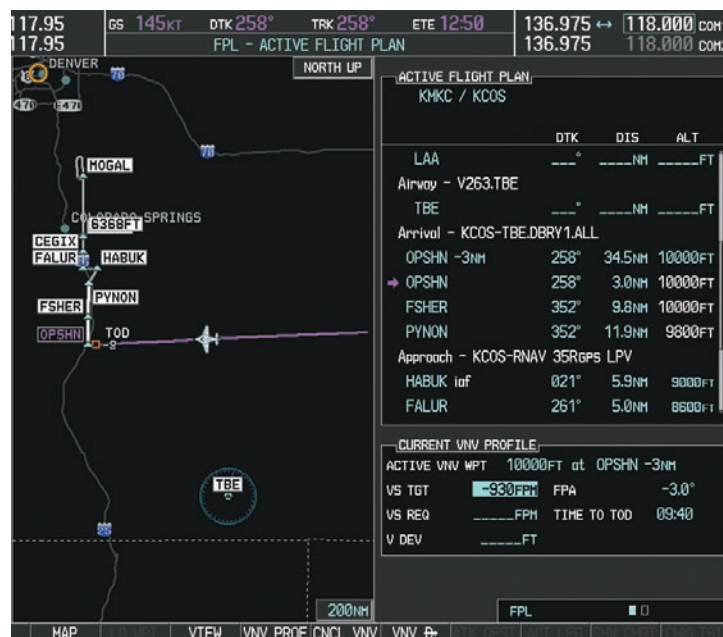 117.95 GS 145KT DTK 258° TRK 258° ETE 12:50 136.975 ↔ 118.000 COM
117.95 FPL - ACTIVE FLIGHT PLAN 136.975 118.000 COM
DENVER
NORTH UP
76
470
E470
70
MOGAL
COLORADO SPRINGS
6368FT
CEGIX
FALUR
HABUK
PYNON
FSHER
OPSHN
TOD
TBE
25
200NM
ACTIVE FLIGHT PLAN
KMKC / KCOS
DTK DIS ALT
LAA ___° ____NM _____FT
Airway - V263.TBE
TBE ___° ____NM _____FT
Arrival - KCOS-TBE.DBRY1.ALL
OPSHN -3NM 258° 34.5NM 10000FT
OPSHN 258° 3.0NM 10000FT
FSHER 352° 9.8NM 10000FT
PYNON 352° 11.9NM 9800FT
Approach - KCOS-RNAV 35RGPS LPV
HABUK iaf 021° 5.9NM 9000FT
FALUR 261° 5.0NM 8600FT
CURRENT VNV PROFILE
ACTIVE VNV WPT 10000FT at OPSHN -3NM
VS TGT -930FPM FPA -3.0°
VS REQ _____FPM TIME TO TOD 09:40
V DEV _____FT
FPL
MAP VIEW VNV PROF CNCL VNV VNV D→